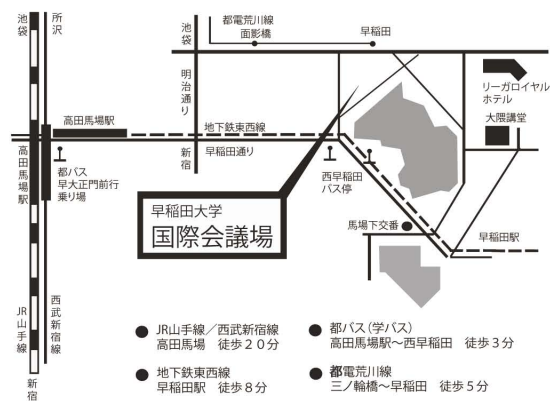 池袋
所沢
池袋
都電荒川線
面影橋
早稲田
明治通り
リーガロイヤル
ホテル
大隈講堂
高田馬場駅
地下鉄東西線
新宿
早稲田通り
高田馬場駅
都バス
早大正門前行
乗り場
西早稲田
バス停
早稲田大学
国際会議場
馬場下交番
早稲田駅
JR山手線
西武新宿線
新宿
● JR山手線／西武新宿線
高田馬場 徒歩20分
● 地下鉄東西線
早稲田駅 徒歩8分
● 都バス(学バス)
高田馬場駅〜西早稲田 徒歩3分
● 都電荒川線
三ノ輪橋〜早稲田 徒歩5分